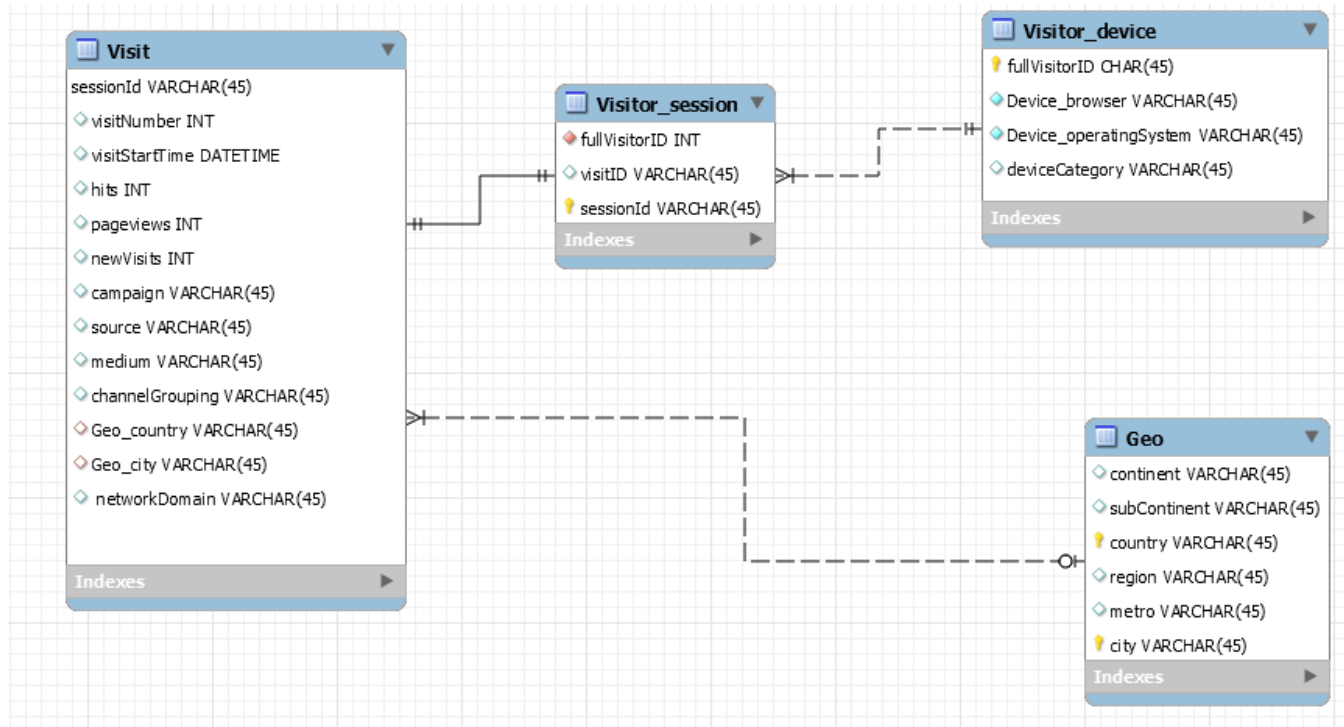 Visit
sessionId VARCHAR(45)
visitNumber INT
visitStartTime DATETIME
hits INT
pageviews INT
newVisits INT
campaign VARCHAR(45)
source VARCHAR(45)
medium VARCHAR(45)
channelGrouping VARCHAR(45)
Geo_country VARCHAR(45)
Geo_city VARCHAR(45)
networkDomain VARCHAR(45)
Indexes
Visitor_session
fullVisitorID INT
visitID VARCHAR(45)
sessionId VARCHAR(45)
Indexes
Visitor_device
fullVisitorID CHAR(45)
Device_browser VARCHAR(45)
Device_operatingSystem VARCHAR(45)
deviceCategory VARCHAR(45)
Indexes
Geo
continent VARCHAR(45)
subContinent VARCHAR(45)
country VARCHAR(45)
region VARCHAR(45)
metro VARCHAR(45)
city VARCHAR(45)
Indexes